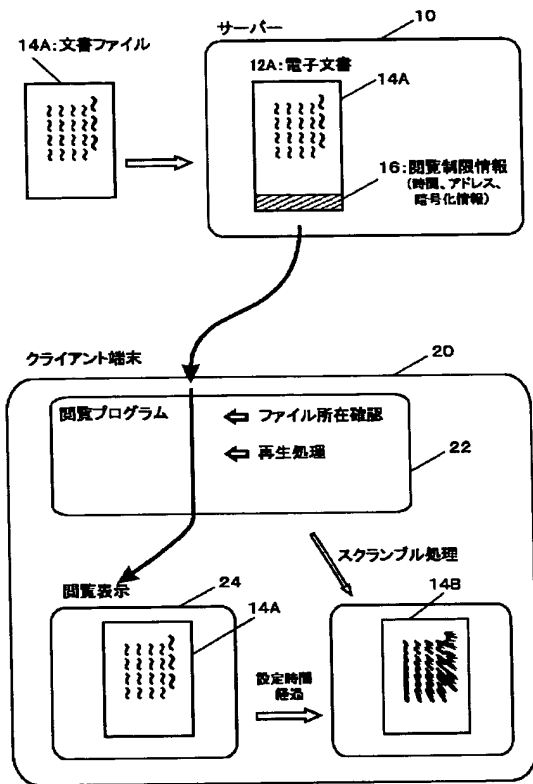 サーバー
10
14A:文書ファイル
12A:電子文書
14A
16:閲覧制限情報
(時間、アドレス、
暗号化情報)
クライアント端末
20
閲覧プログラム
ファイル所在確認
再生処理
22
スクランブル処理
閲覧表示
24
14A
14B
設定時間
経過